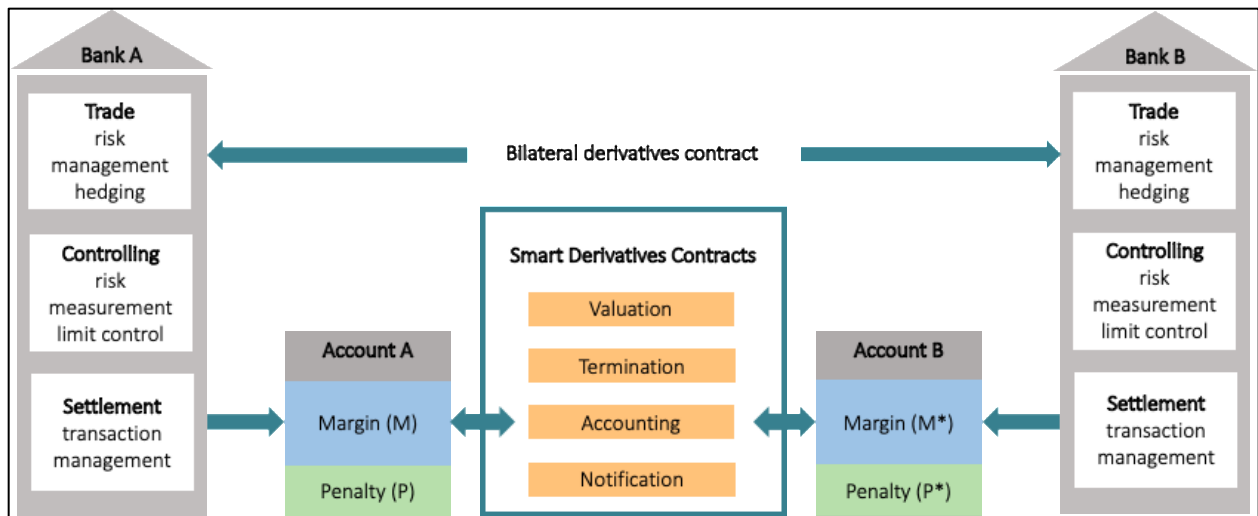 Bank A
Trade
risk
management
hedging
Controlling
risk
measurement
limit control
Settlement
transaction
management
Bilateral derivatives contract
Account A
Margin (M)
Penalty (P)
Smart Derivatives Contracts
Valuation
Termination
Accounting
Notification
Account B
Margin (M*)
Penalty (P*)
Bank B
Trade
risk
management
hedging
Controlling
risk
measurement
limit control
Settlement
transaction
management